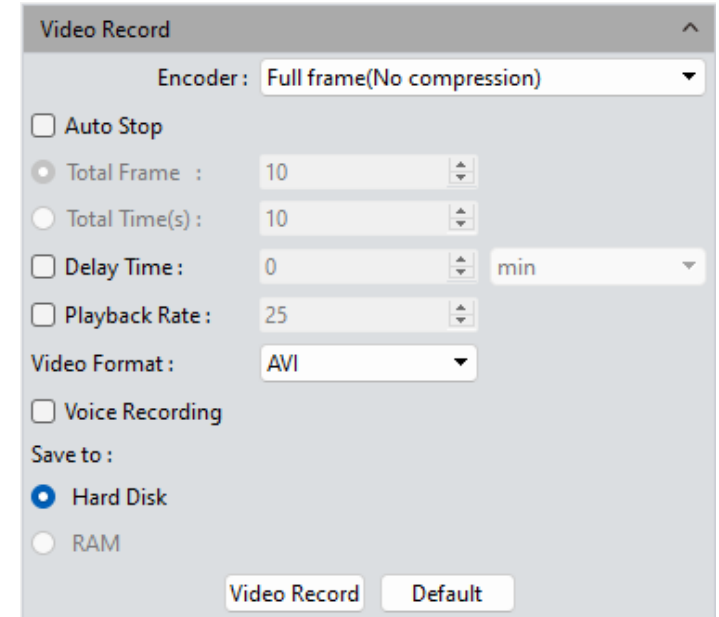 Video Record
Encoder : Full frame(No compression)
Auto Stop
Total Frame : 10
Total Time(s) : 10
Delay Time : 0 min
Playback Rate : 25
Video Format : AVI
Voice Recording
Save to :
Hard Disk
RAM
Video Record Default